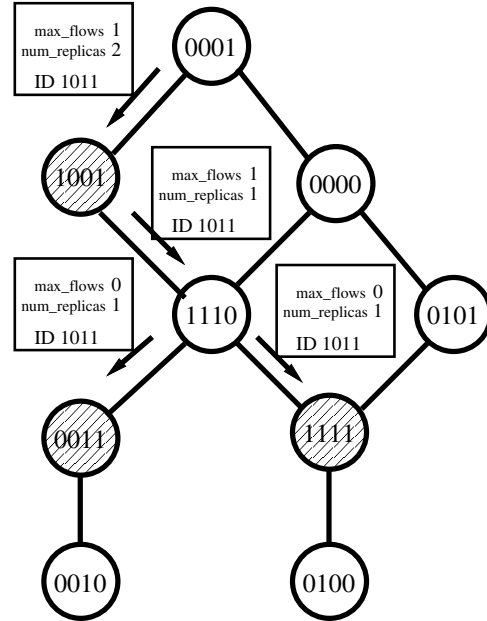 max_flows 1
num_replicas 2
ID 1011
0001
1001
max_flows 1
num_replicas 1
ID 1011
0000
max_flows 0
num_replicas 1
ID 1011
1110
max_flows 0
num_replicas 1
ID 1011
0101
0011
1111
0010
0100